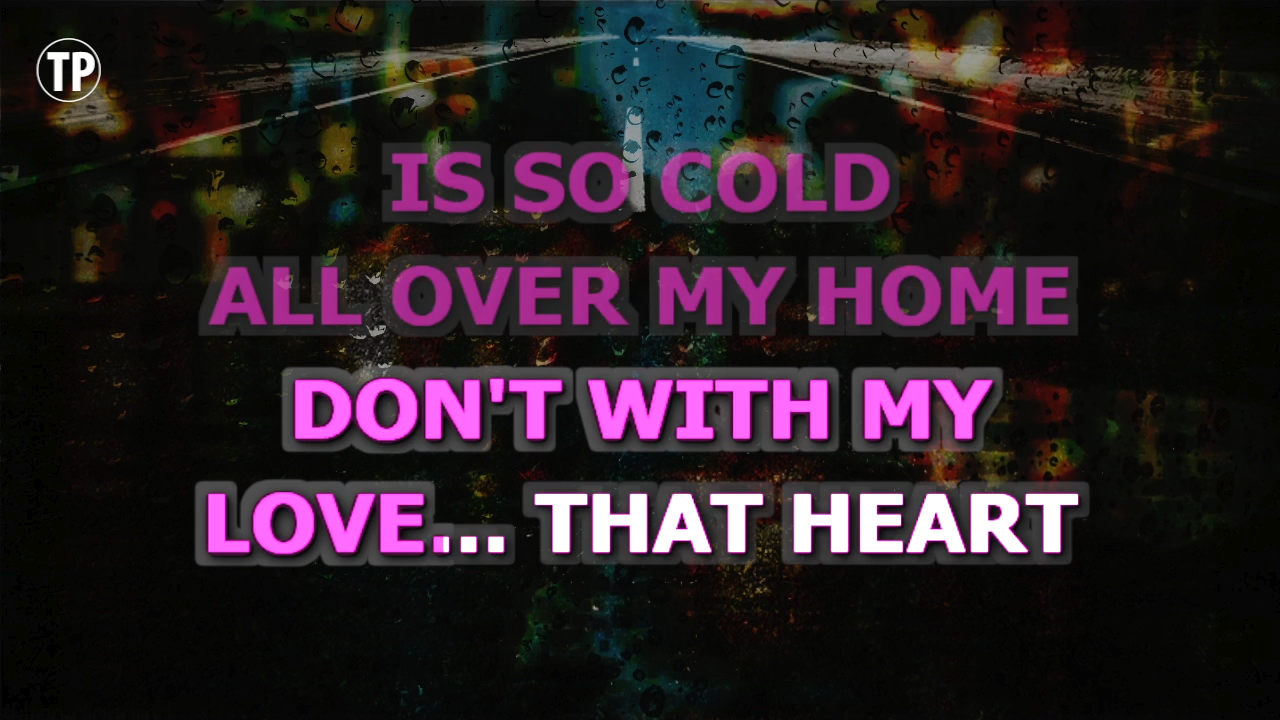 TP
IS SO COLD
ALL OVER MY HOME
DON'T WITH MY
LOVE... THAT HEART